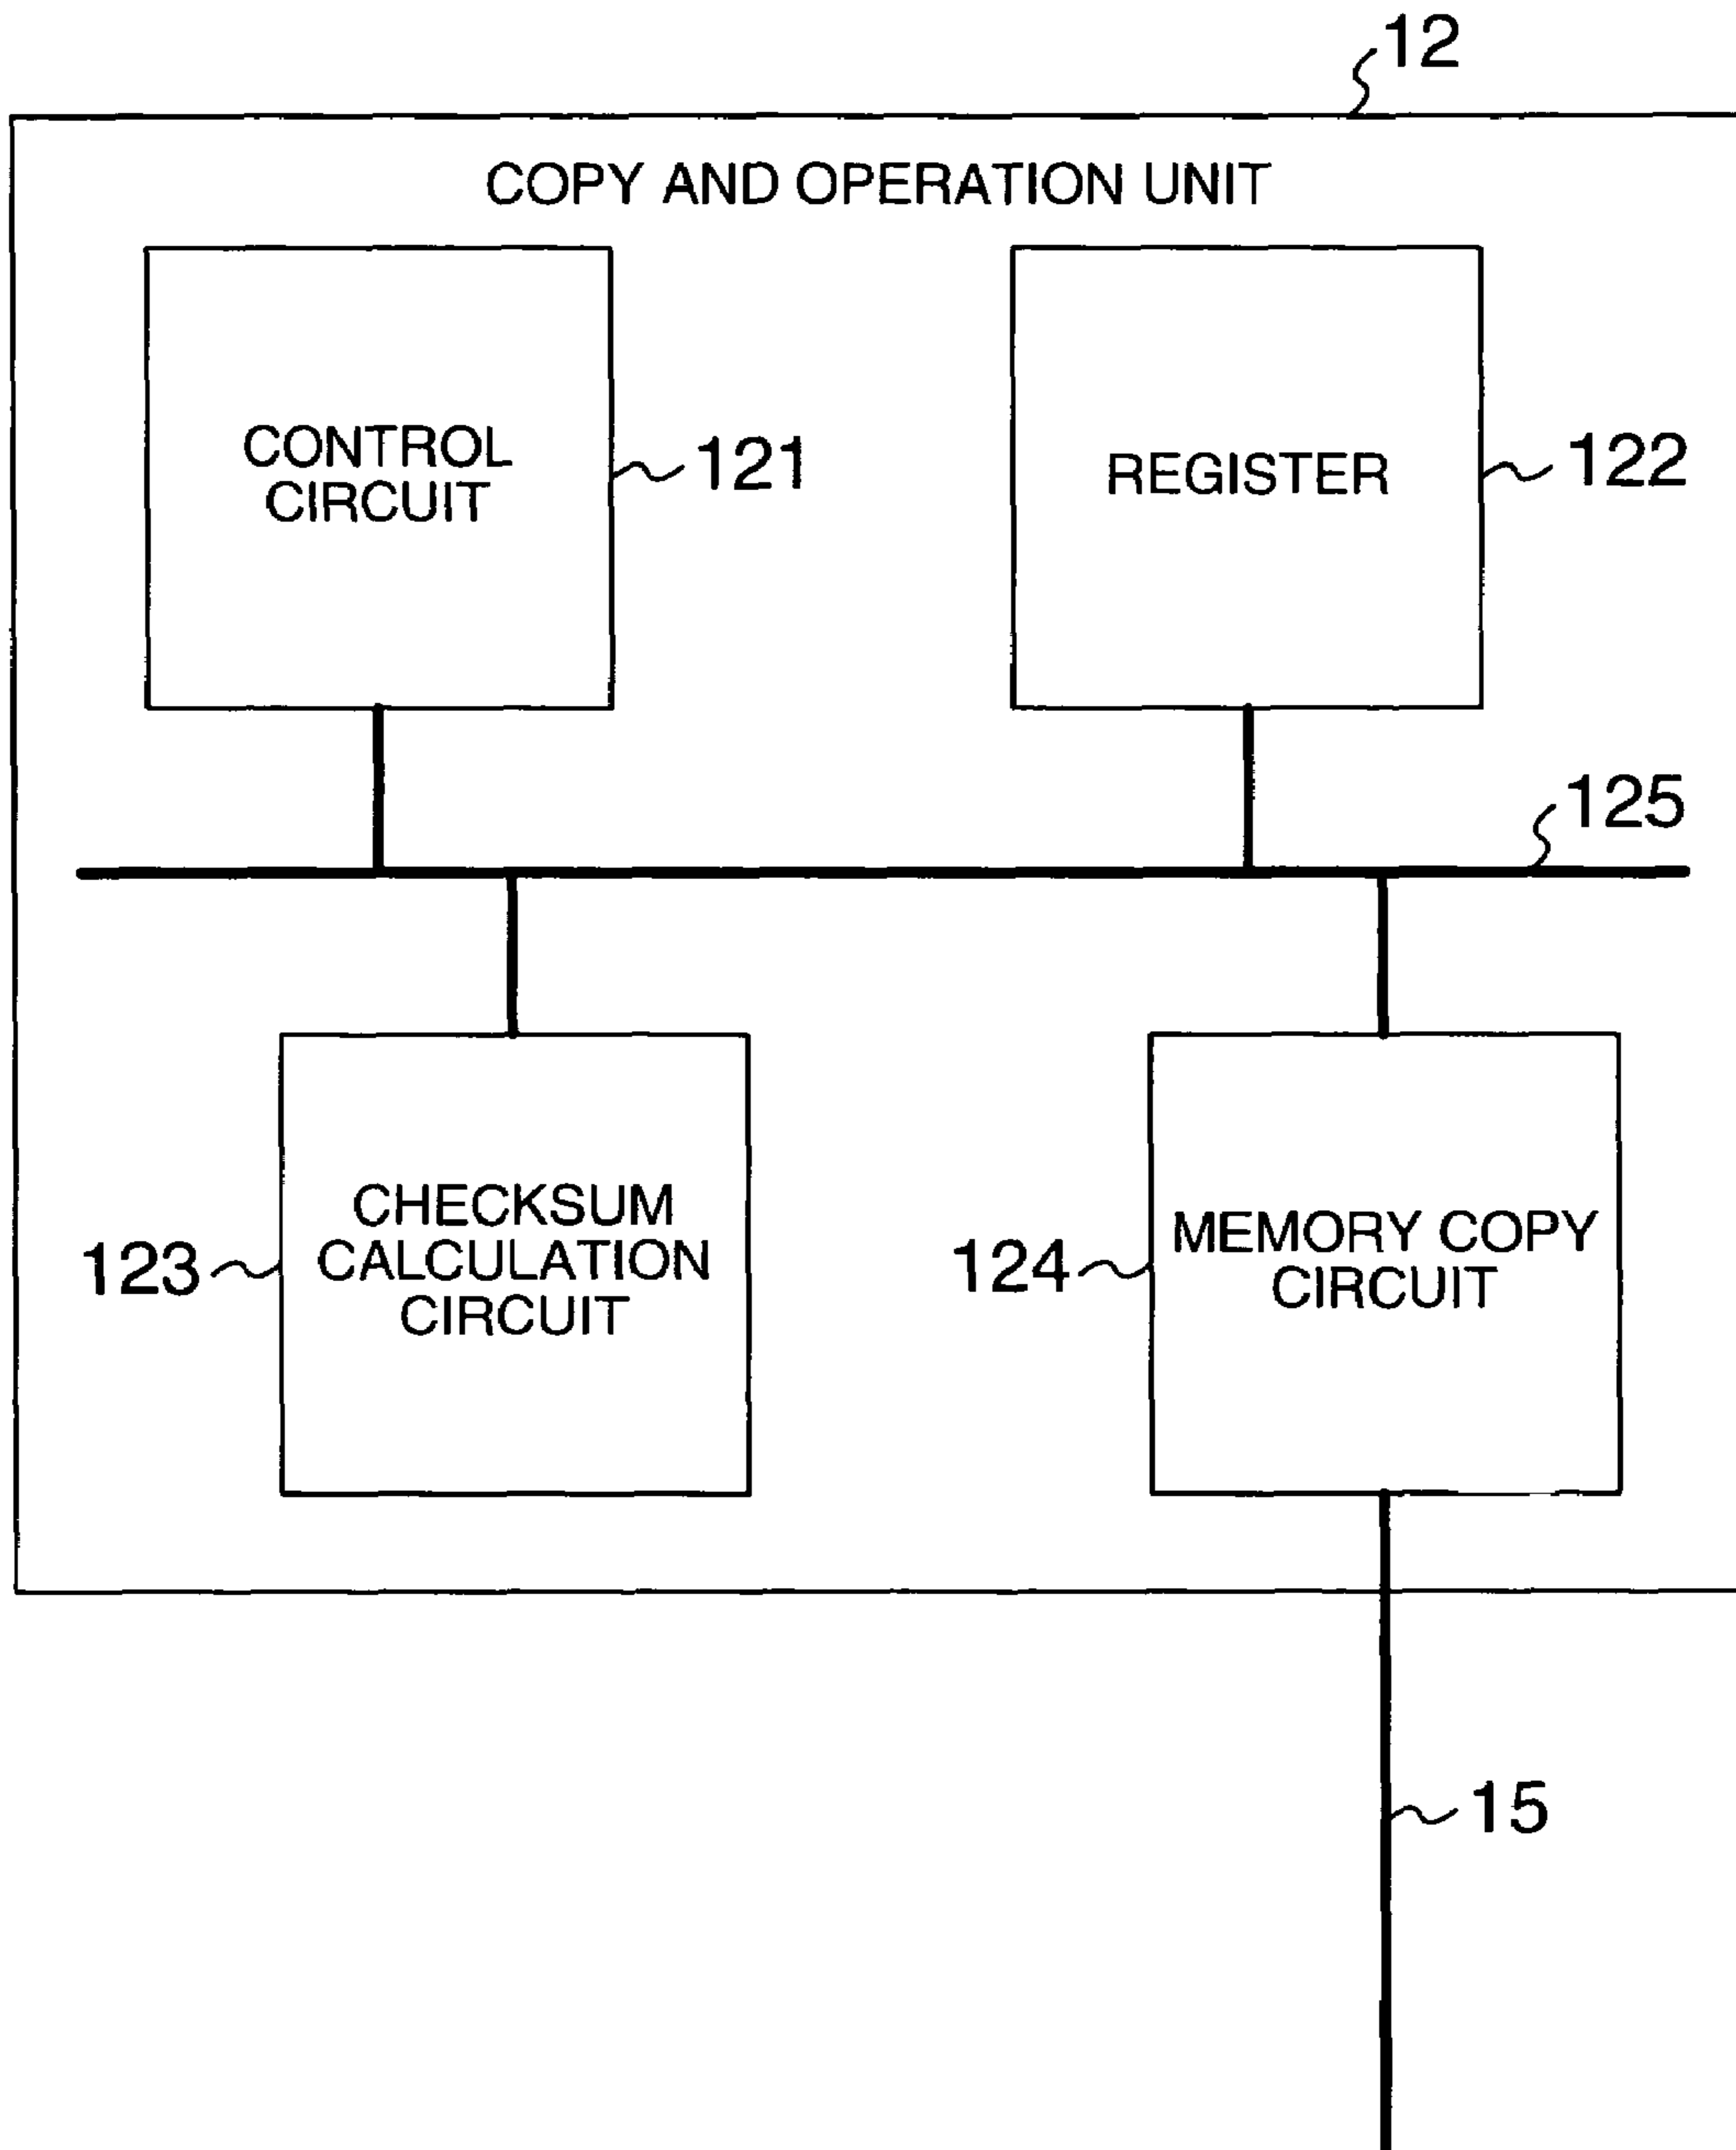 12
COPY AND OPERATION UNIT
CONTROL
CIRCUIT
121
REGISTER
122
125
CHECKSUM
CALCULATION
CIRCUIT
123
MEMORY COPY
CIRCUIT
124
15